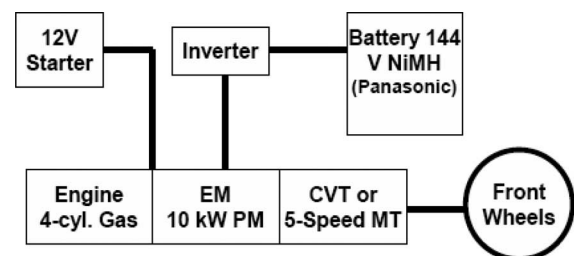 12V
Starter
Inverter
Battery 144
V NiMH
(Panasonic)
Engine
4-cyl. Gas
EM
10 kW PM
CVT or
5-Speed MT
Front
Wheels